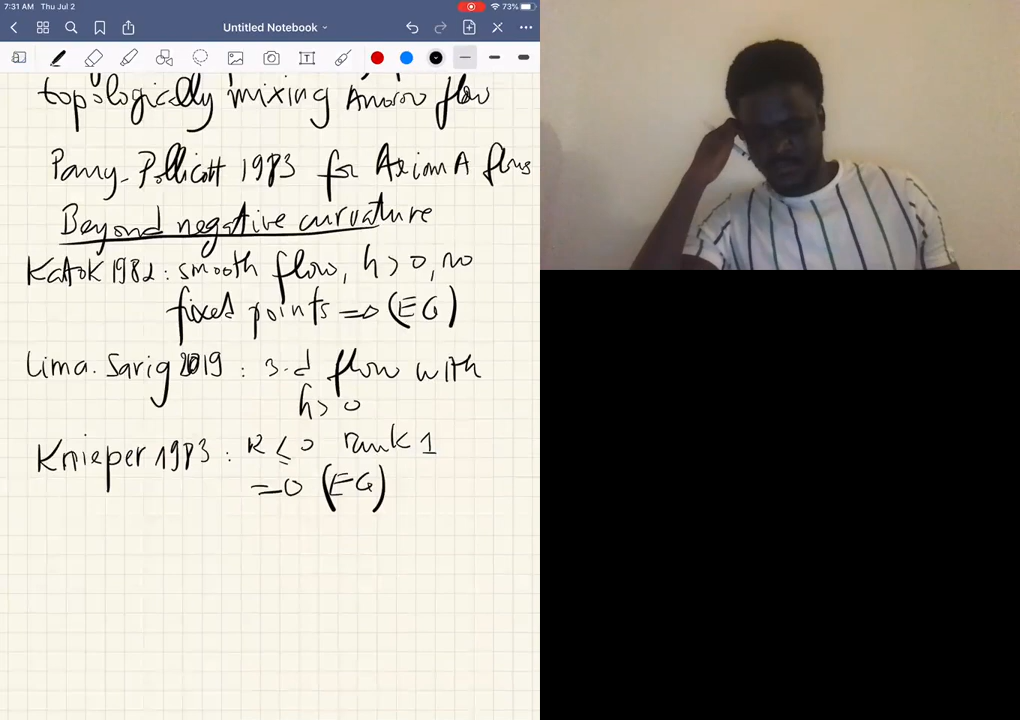 7:31 AM Thu Jul 2
73%
Untitled Notebook
topologically mixing Anosov flow
Parry-Pollicott 1983 for Axiom A flows
Beyond negative curvature
Katok 1982: smooth flow, h > 0, no
fixed points => (EG)
Lima-Sarig 2019: 3-d flow with
h > 0
Knieper 1983: K ≤ 0 rank 1
=> (EG)